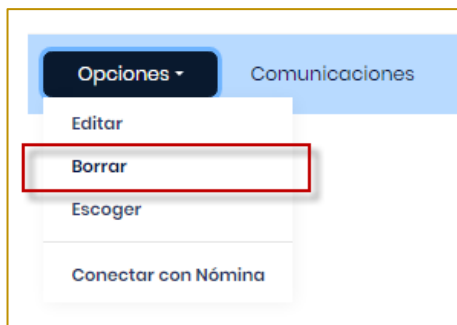 Opciones
Comunicaciones
Editar
Borrar
Escoger
Conectar con Nómina